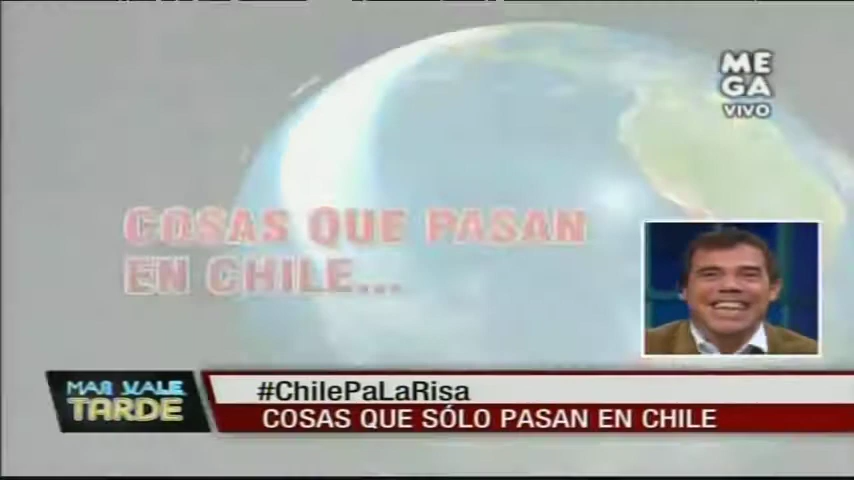 MEGA
VIVO
COSAS QUE PASAN
EN CHILE...
MAS VALE
TARDE
#ChilePaLaRisa
COSAS QUE SÓLO PASAN EN CHILE